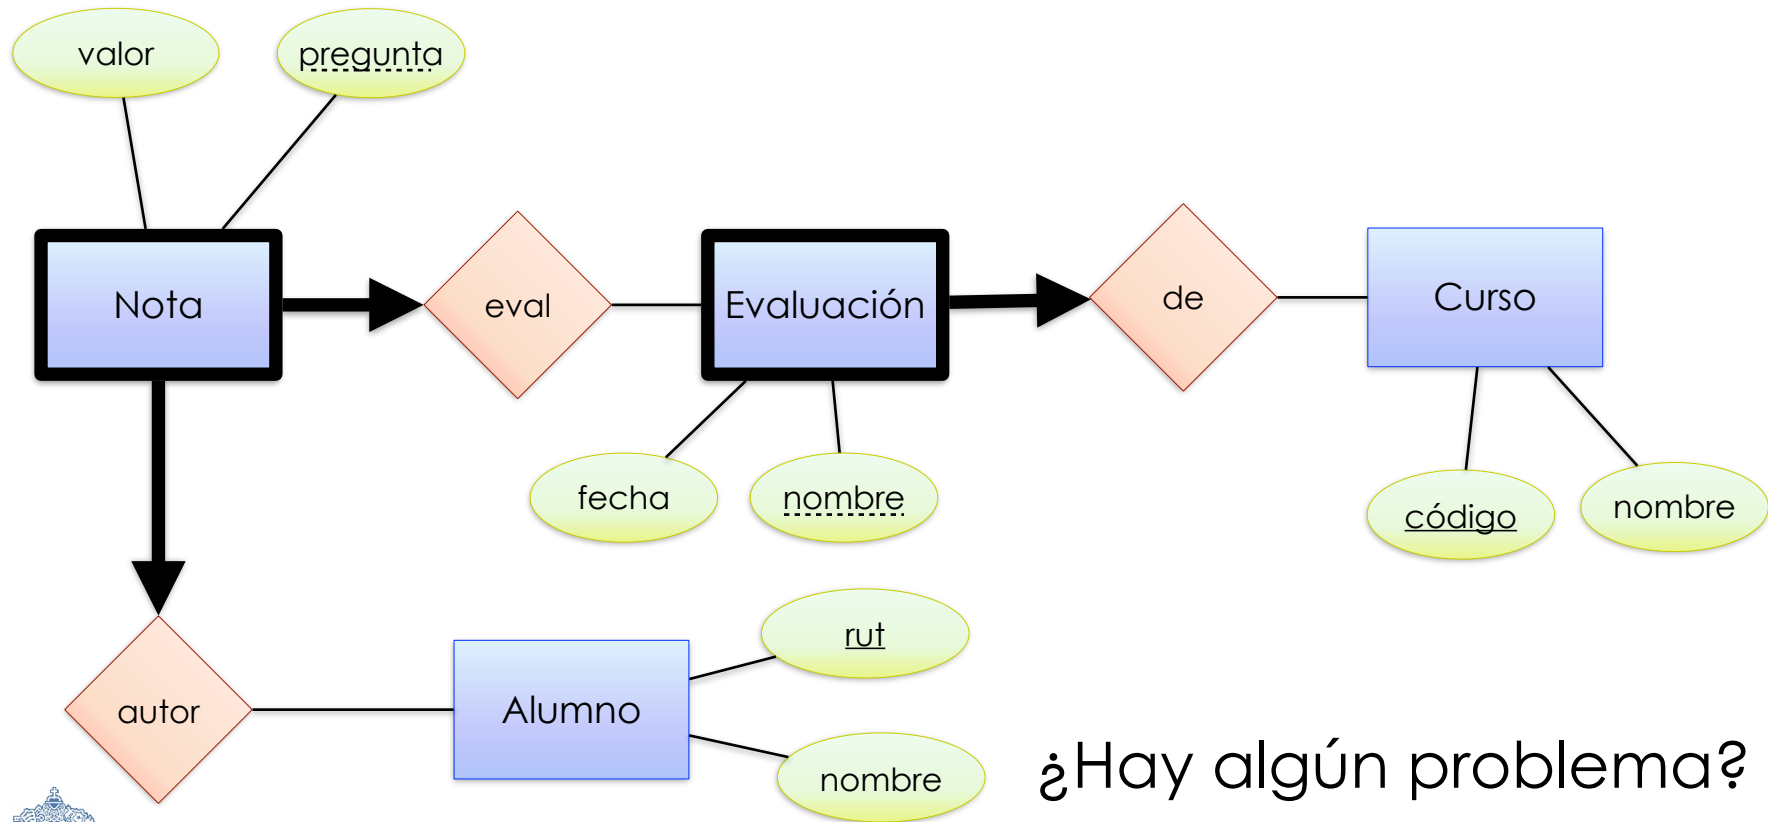 valor
pregunta
Nota
eval
Evaluación
de
Curso
fecha
nombre
código
nombre
rut
autor
Alumno
nombre
¿Hay algún problema?